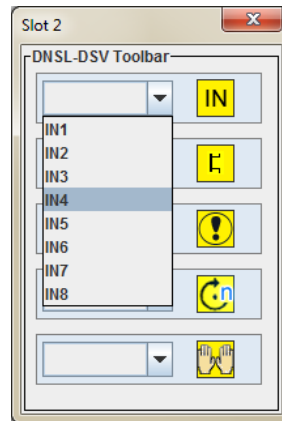 Slot 2
DNSL-DSV Toolbar
IN
IN1
IN2
IN3
IN4
IN5
IN6
IN7
IN8
n